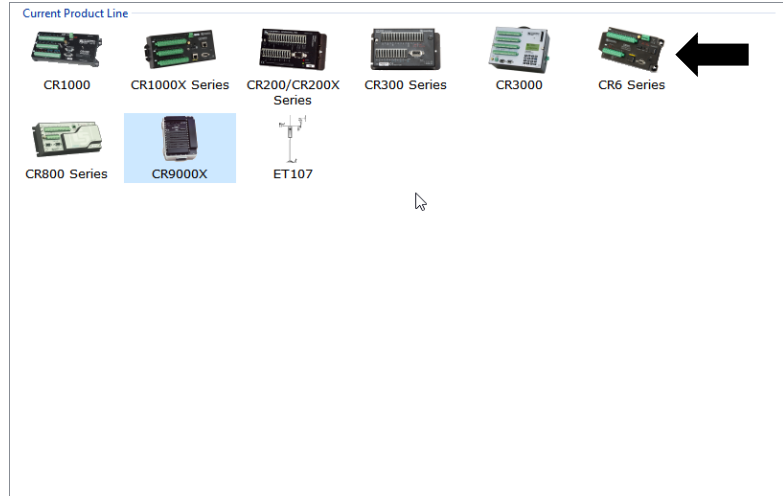 Current Product Line
CR1000
CR1000X Series
CR200/CR200X
Series
CR300 Series
CR3000
CR6 Series
CR800 Series
CR9000X
ET107